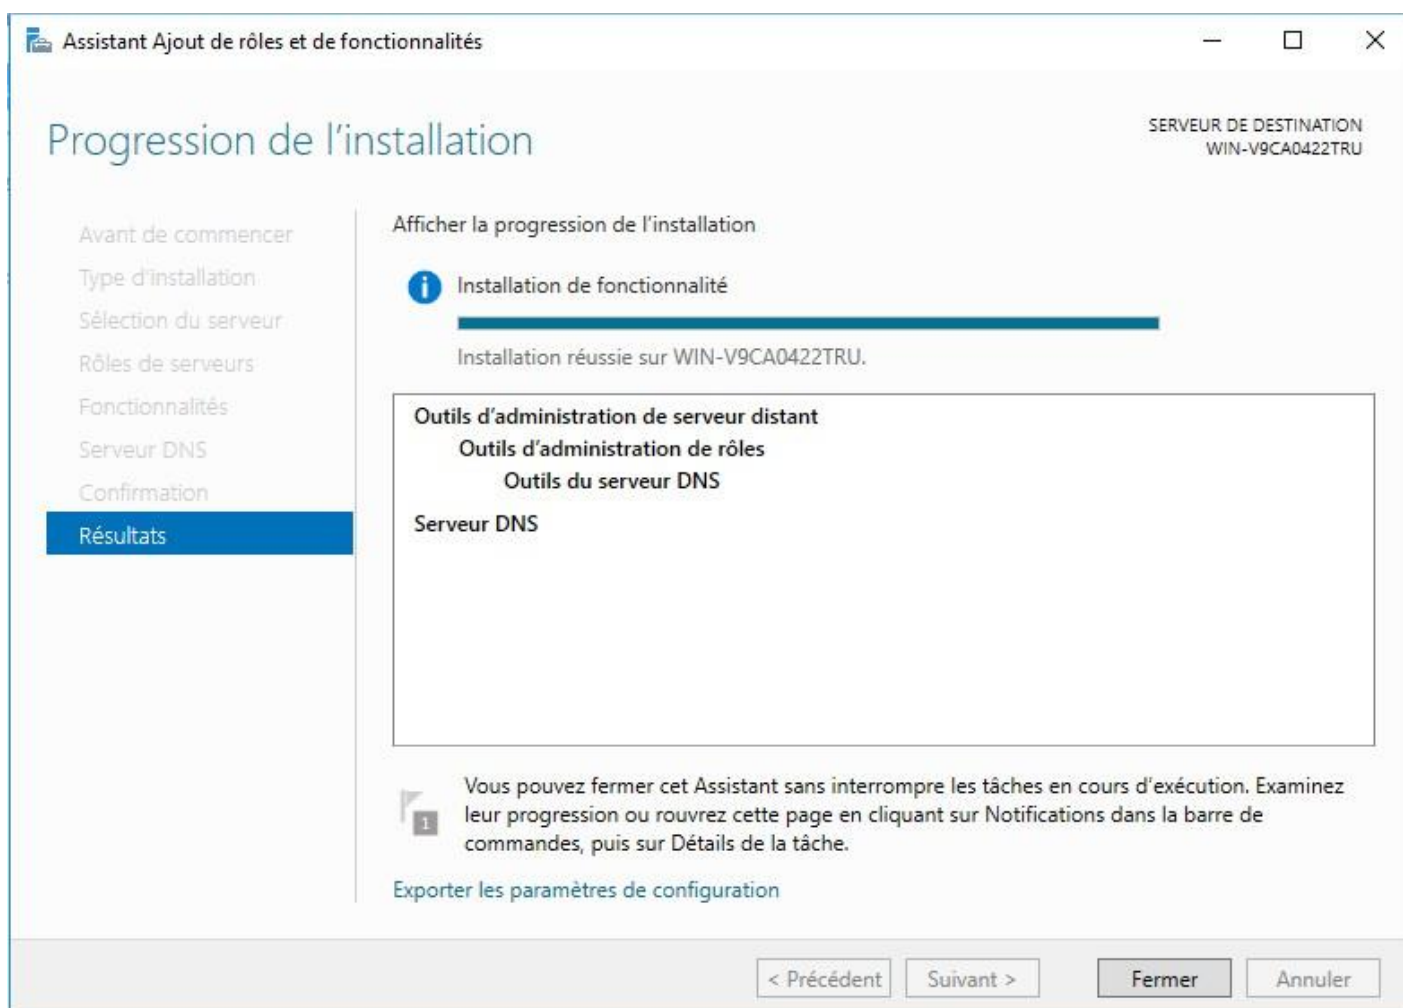 Assistant Ajout de rôles et de fonctionnalités
Progression de l'installation
SERVEUR DE DESTINATION
WIN-V9CA0422TRU
Avant de commencer
Type d'installation
Sélection du serveur
Rôles de serveurs
Fonctionnalités
Serveur DNS
Confirmation
Résultats
Afficher la progression de l'installation
Installation de fonctionnalité
Installation réussie sur WIN-V9CA0422TRU.
Outils d'administration de serveur distant
Outils d'administration de rôles
Outils du serveur DNS
Serveur DNS
Vous pouvez fermer cet Assistant sans interrompre les tâches en cours d'exécution. Examinez
leur progression ou rouvrez cette page en cliquant sur Notifications dans la barre de
commandes, puis sur Détails de la tâche.
1
Exporter les paramètres de configuration
< Précédent
Suivant >
Fermer
Annuler